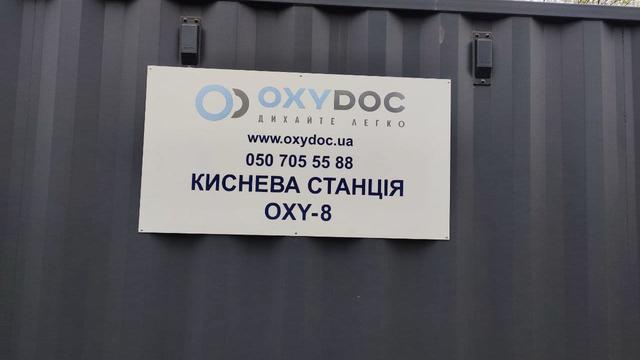 OXYDOC
ДИХАЙТЕ ЛЕГКО
www.oxydoc.ua
050 705 55 88
КИСНЕВА СТАНЦІЯ
OXY-8